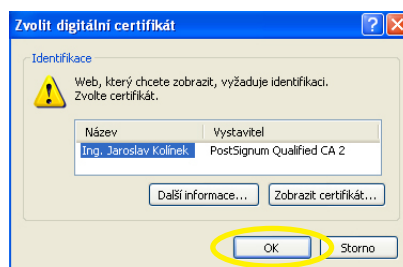 Zvolit digitální certifikát
Identifikace
Web, který chcete zobrazit, vyžaduje identifikaci.
Zvolte certifikát.
Název Vystavitel
Ing. Jaroslav Kolínek PostSignum Qualified CA 2
Další informace... Zobrazit certifikát...
OK Storno